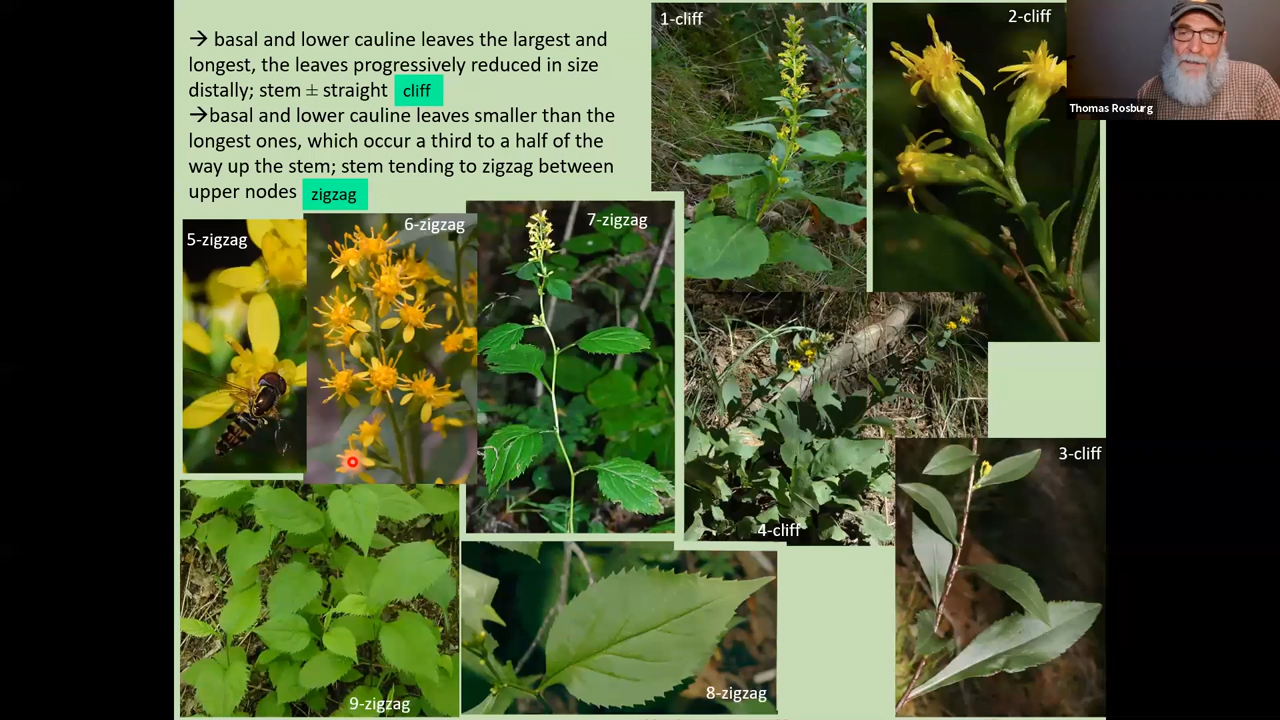 → basal and lower cauline leaves the largest and
longest, the leaves progressively reduced in size
distally; stem ± straight cliff
→basal and lower cauline leaves smaller than the
longest ones, which occur a third to a half of the
way up the stem; stem tending to zigzag between
upper nodes zigzag
1-cliff
2-cliff
Thomas Rosburg
5-zigzag
6-zigzag
7-zigzag
3-cliff
4-cliff
8-zigzag
9-zigzag